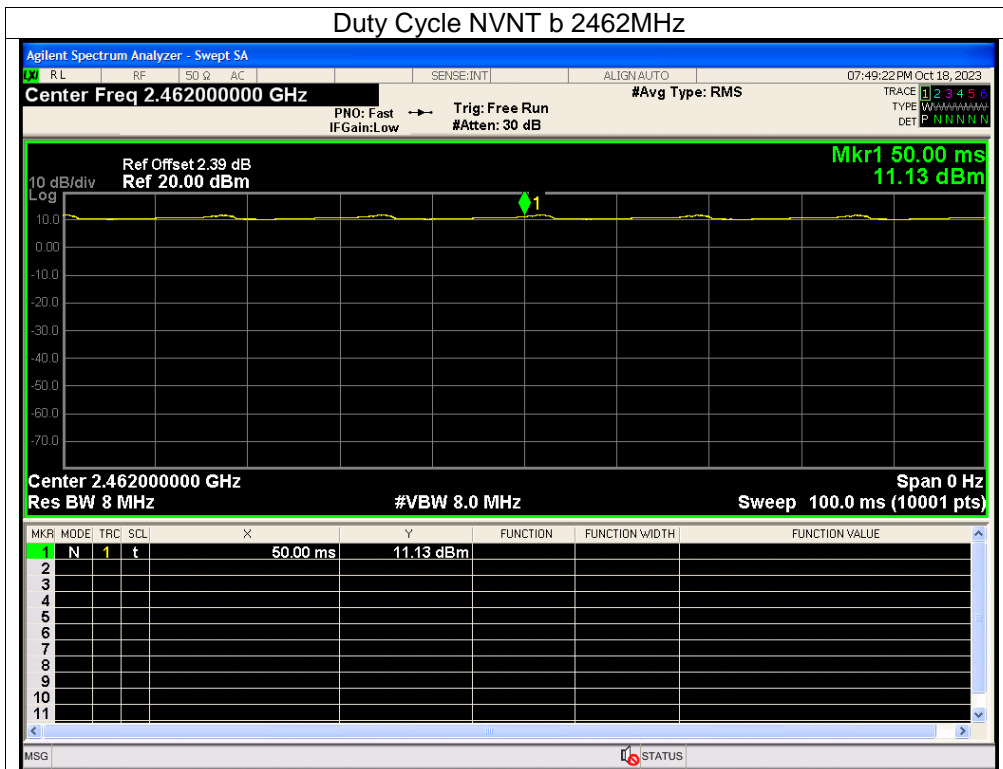 Duty Cycle NVNT b 2462MHz
Agilent Spectrum Analyzer - Swept SA
LXI RL RF 50 Ω AC SENSE:INT ALIGN AUTO 07:49:22 PM Oct 18, 2023
Center Freq 2.462000000 GHz #Avg Type: RMS TRACE 1 2 3 4 5 6
PNO: Fast Trig: Free Run TYPE WWWWWW
IFGain:Low #Atten: 30 dB DET P N N N N N
Mkr1 50.00 ms
Ref Offset 2.39 dB
10 dB/div Ref 20.00 dBm 11.13 dBm
Log
1
10.0
0.00
-10.0
-20.0
-30.0
-40.0
-50.0
-60.0
-70.0
Center 2.462000000 GHz Span 0 Hz
Res BW 8 MHz #VBW 8.0 MHz Sweep 100.0 ms (10001 pts)
MKR MODE TRC SCL X Y FUNCTION FUNCTION WIDTH FUNCTION VALUE
1 N 1 t 50.00 ms 11.13 dBm
2
3
4
5
6
7
8
9
10
11
MSG STATUS